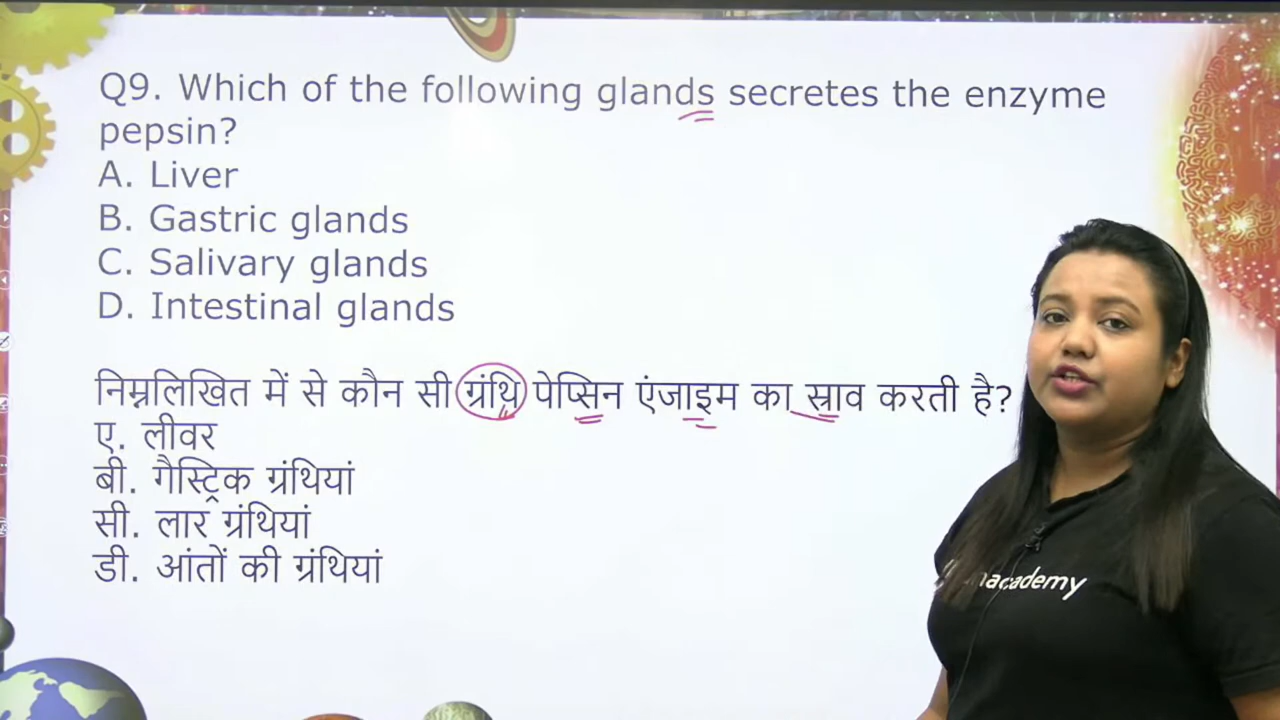 Q9. Which of the following glands secretes the enzyme
pepsin?
A. Liver
B. Gastric glands
C. Salivary glands
D. Intestinal glands
निम्नलिखित में से कौन सी ग्रंथि पेप्सिन एंजाइम का स्राव करती है?
ए. लीवर
बी. गैस्ट्रिक ग्रंथियां
सी. लार ग्रंथियां
डी. आंतों की ग्रंथियां
academy